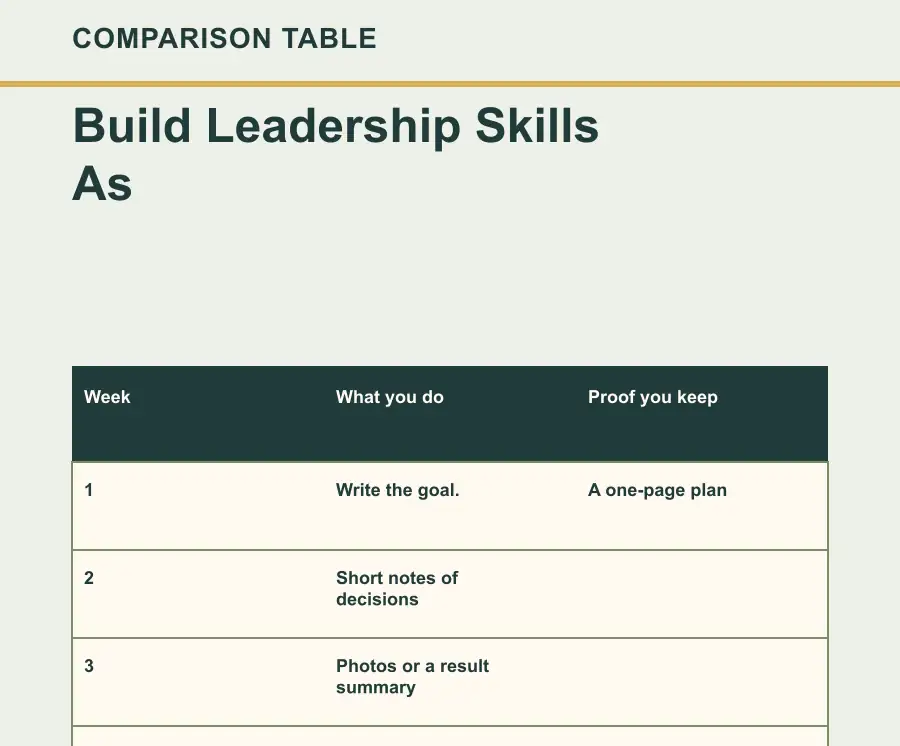 COMPARISON TABLE
Build Leadership Skills
As
Week What you do Proof you keep
1 Write the goal. A one-page plan
2 Short notes of
decisions
3 Photos or a result
summary